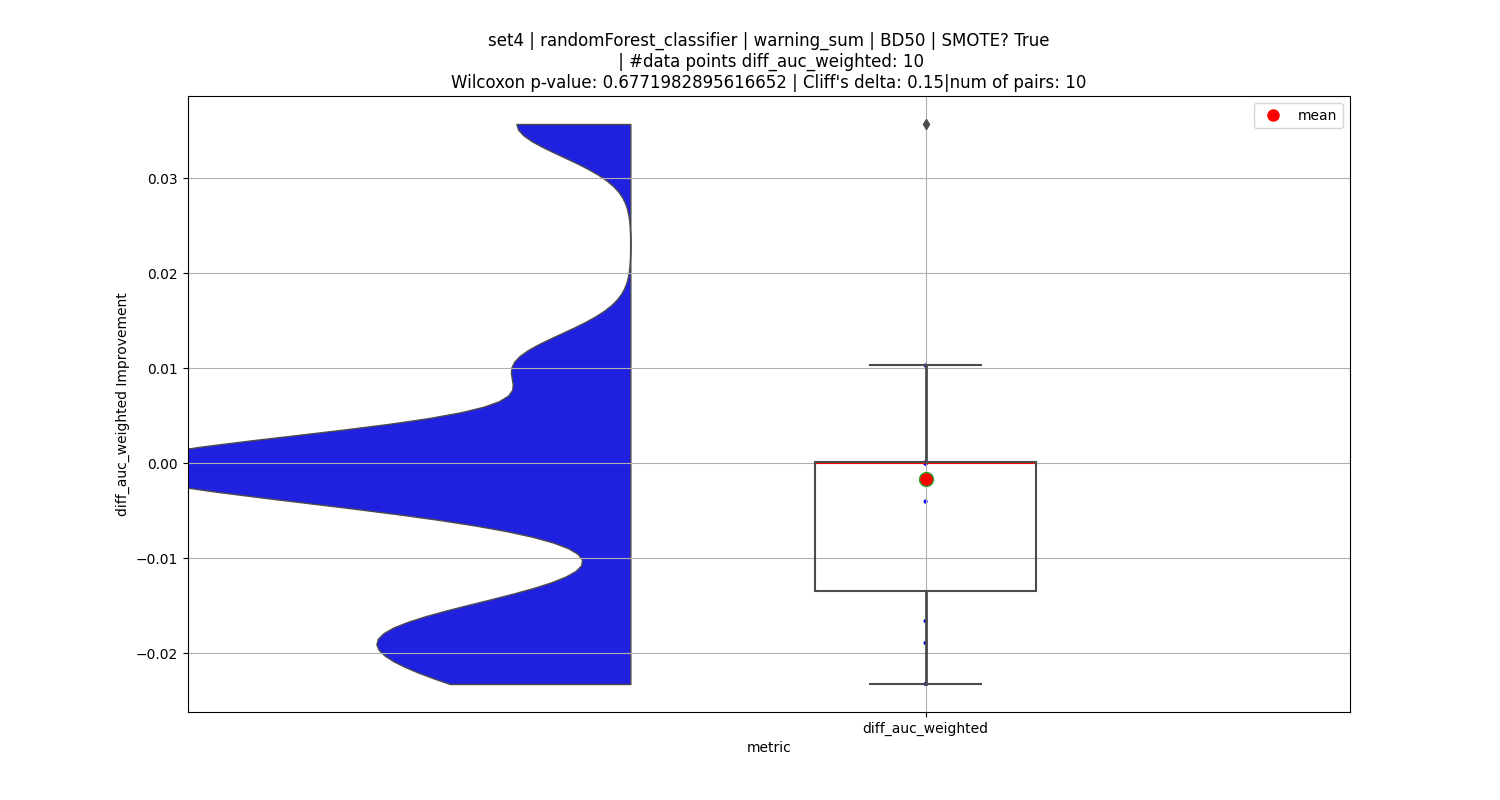 set4 | randomForest_classifier | warning_sum | BD50 | SMOTE? True
| #data points diff_auc_weighted: 10
Wilcoxon p-value: 0.6771982895616652 | Cliff's delta: 0.15|num of pairs: 10
mean
0.03
0.02
0.01
0.00
−0.01
−0.02
diff_auc_weighted Improvement
diff_auc_weighted
metric